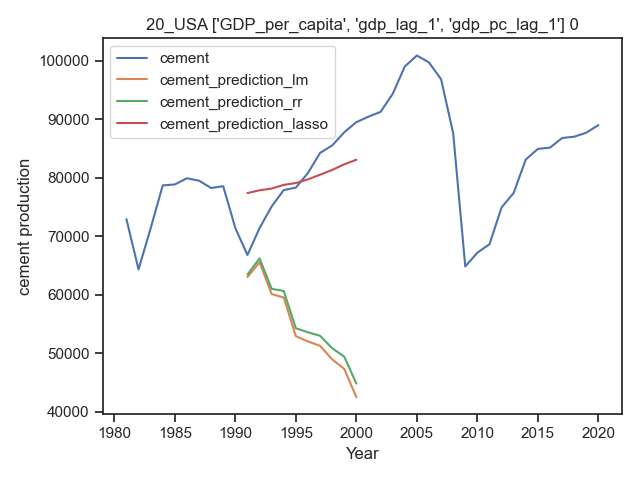 20_USA ['GDP_per_capita', 'gdp_lag_1', 'gdp_pc_lag_1'] 0
cement
cement_prediction_lm
cement_prediction_rr
cement_prediction_lasso
cement production
100000
90000
80000
70000
60000
50000
40000
1980 1985 1990 1995 2000 2005 2010 2015 2020
Year